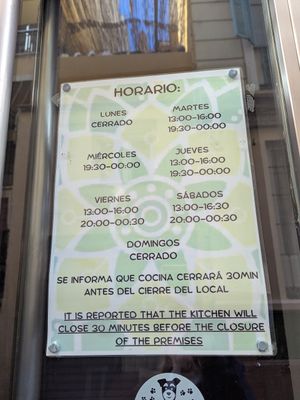 HORARIO:
LUNES
CERRADO
MARTES
13:00-16:00
19:30-00:00
MIÉRCOLES
19:30-00:00
JUEVES
13:00-16:00
19:30-00:00
VIERNES
13:00-16:00
20:00-00:30
SÁBADOS
13:00-16:30
20:00-00:30
DOMINGOS
CERRADO
SE INFORMA QUE COCINA CERRARÁ 30MIN
ANTES DEL CIERRE DEL LOCAL
IT IS REPORTED THAT THE KITCHEN WILL
CLOSE 30 MINUTES BEFORE THE CLOSURE
OF THE PREMISES